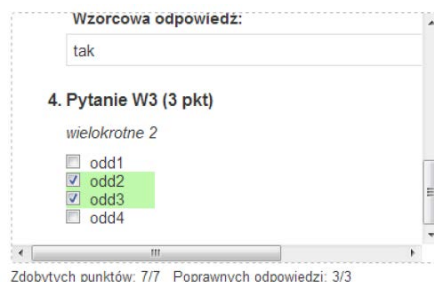 Wzorcowa odpowiedź:
tak
4. Pytanie W3 (3 pkt)
wielokrotne 2
odd1
odd2
odd3
odd4
Zdobytych punktów: 7/7 Poprawnych odpowiedzi: 3/3